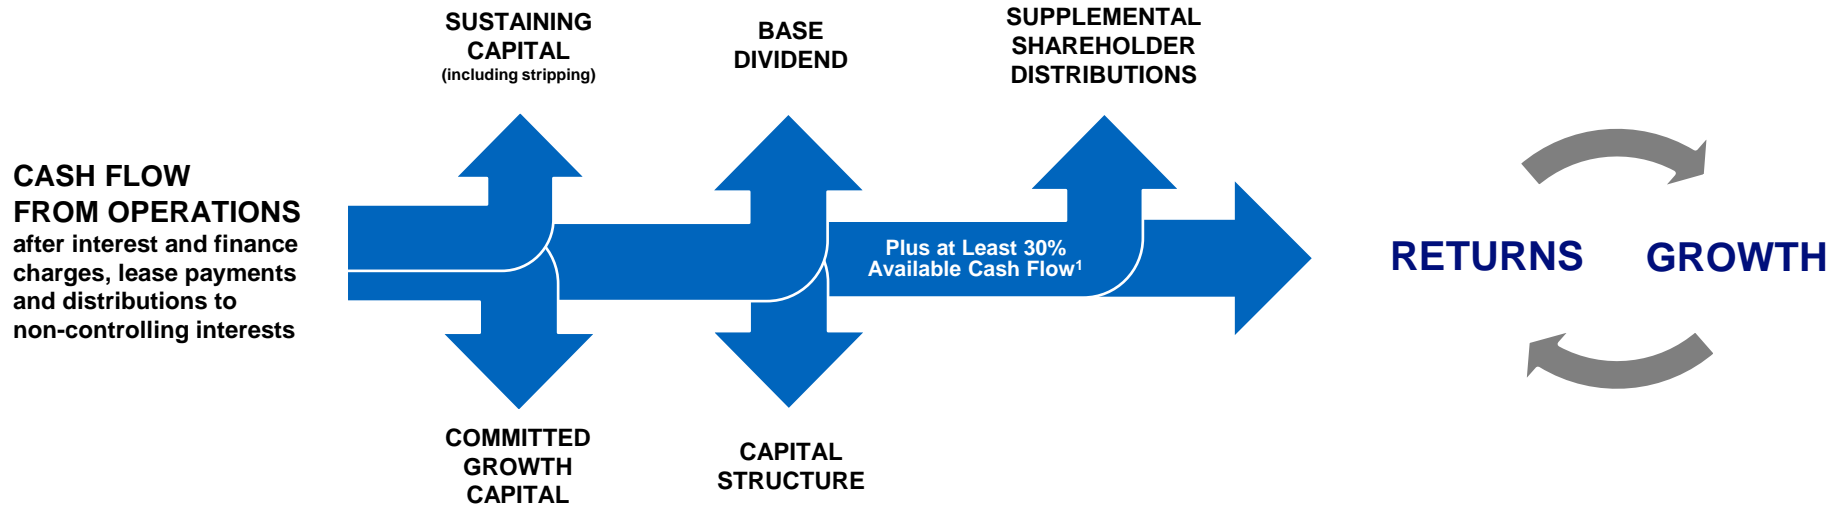 SUSTAINING
CAPITAL
(including stripping)
BASE
DIVIDEND
SUPPLEMENTAL
SHAREHOLDER
DISTRIBUTIONS
CASH FLOW
FROM OPERATIONS
after interest and finance
charges, lease payments
and distributions to
non-controlling interests
Plus at Least 30%
Available Cash Flow¹
RETURNS
GROWTH
COMMITTED
GROWTH
CAPITAL
CAPITAL
STRUCTURE